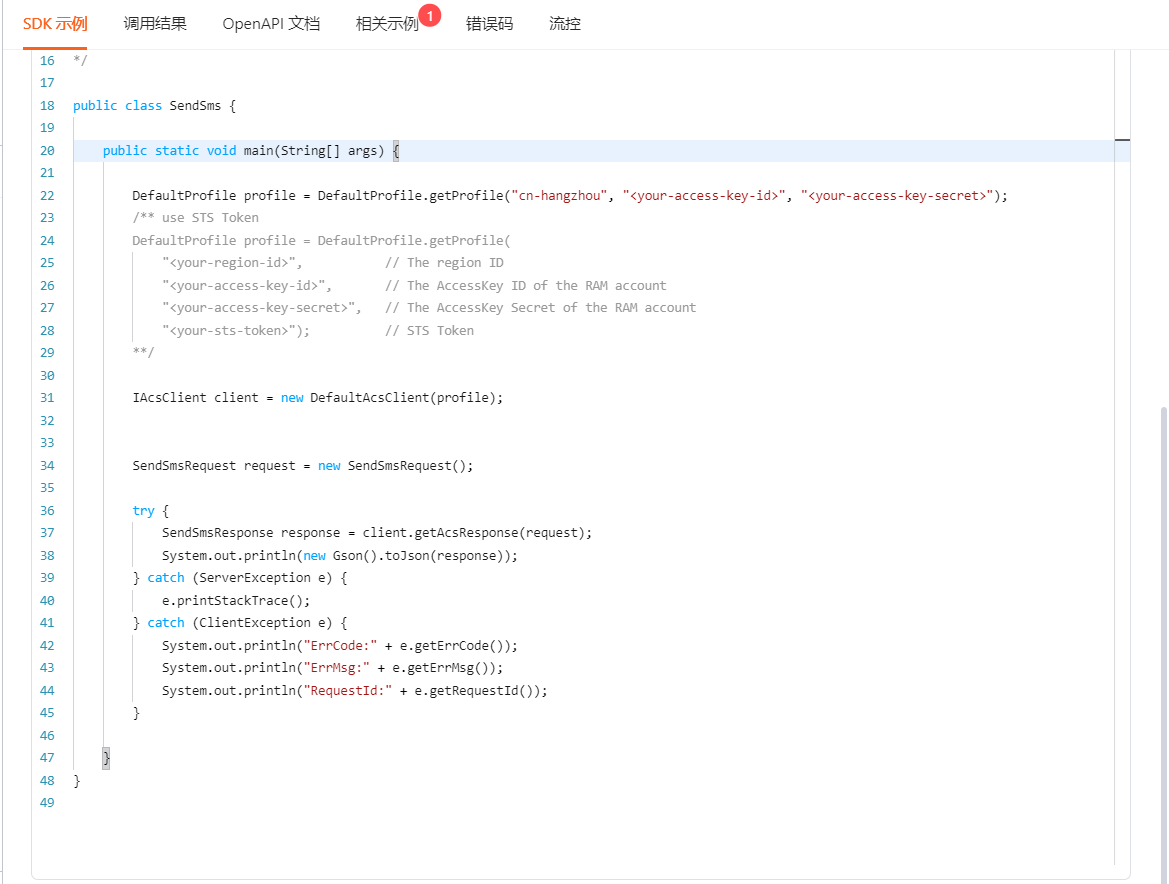 SDK 示例 调用结果 OpenAPI 文档 相关示例 1 错误码 流控
16 */
17
18 public class SendSms {
19
20 public static void main(String[] args) {
21
22 DefaultProfile profile = DefaultProfile.getProfile("cn-hangzhou", "<your-access-key-id>", "<your-access-key-secret>");
23 /** use STS Token
24 DefaultProfile profile = DefaultProfile.getProfile(
25 "<your-region-id>", // The region ID
26 "<your-access-key-id>", // The AccessKey ID of the RAM account
27 "<your-access-key-secret>", // The AccessKey Secret of the RAM account
28 "<your-sts-token>"); // STS Token
29 **/
30
31 IAcsClient client = new DefaultAcsClient(profile);
32
33
34 SendSmsRequest request = new SendSmsRequest();
35
36 try {
37 SendSmsResponse response = client.getAcsResponse(request);
38 System.out.println(new Gson().toJson(response));
39 } catch (ServerException e) {
40 e.printStackTrace();
41 } catch (ClientException e) {
42 System.out.println("ErrCode:" + e.getErrCode());
43 System.out.println("ErrMsg:" + e.getErrMsg());
44 System.out.println("RequestId:" + e.getRequestId());
45 }
46
47 }
48 }
49